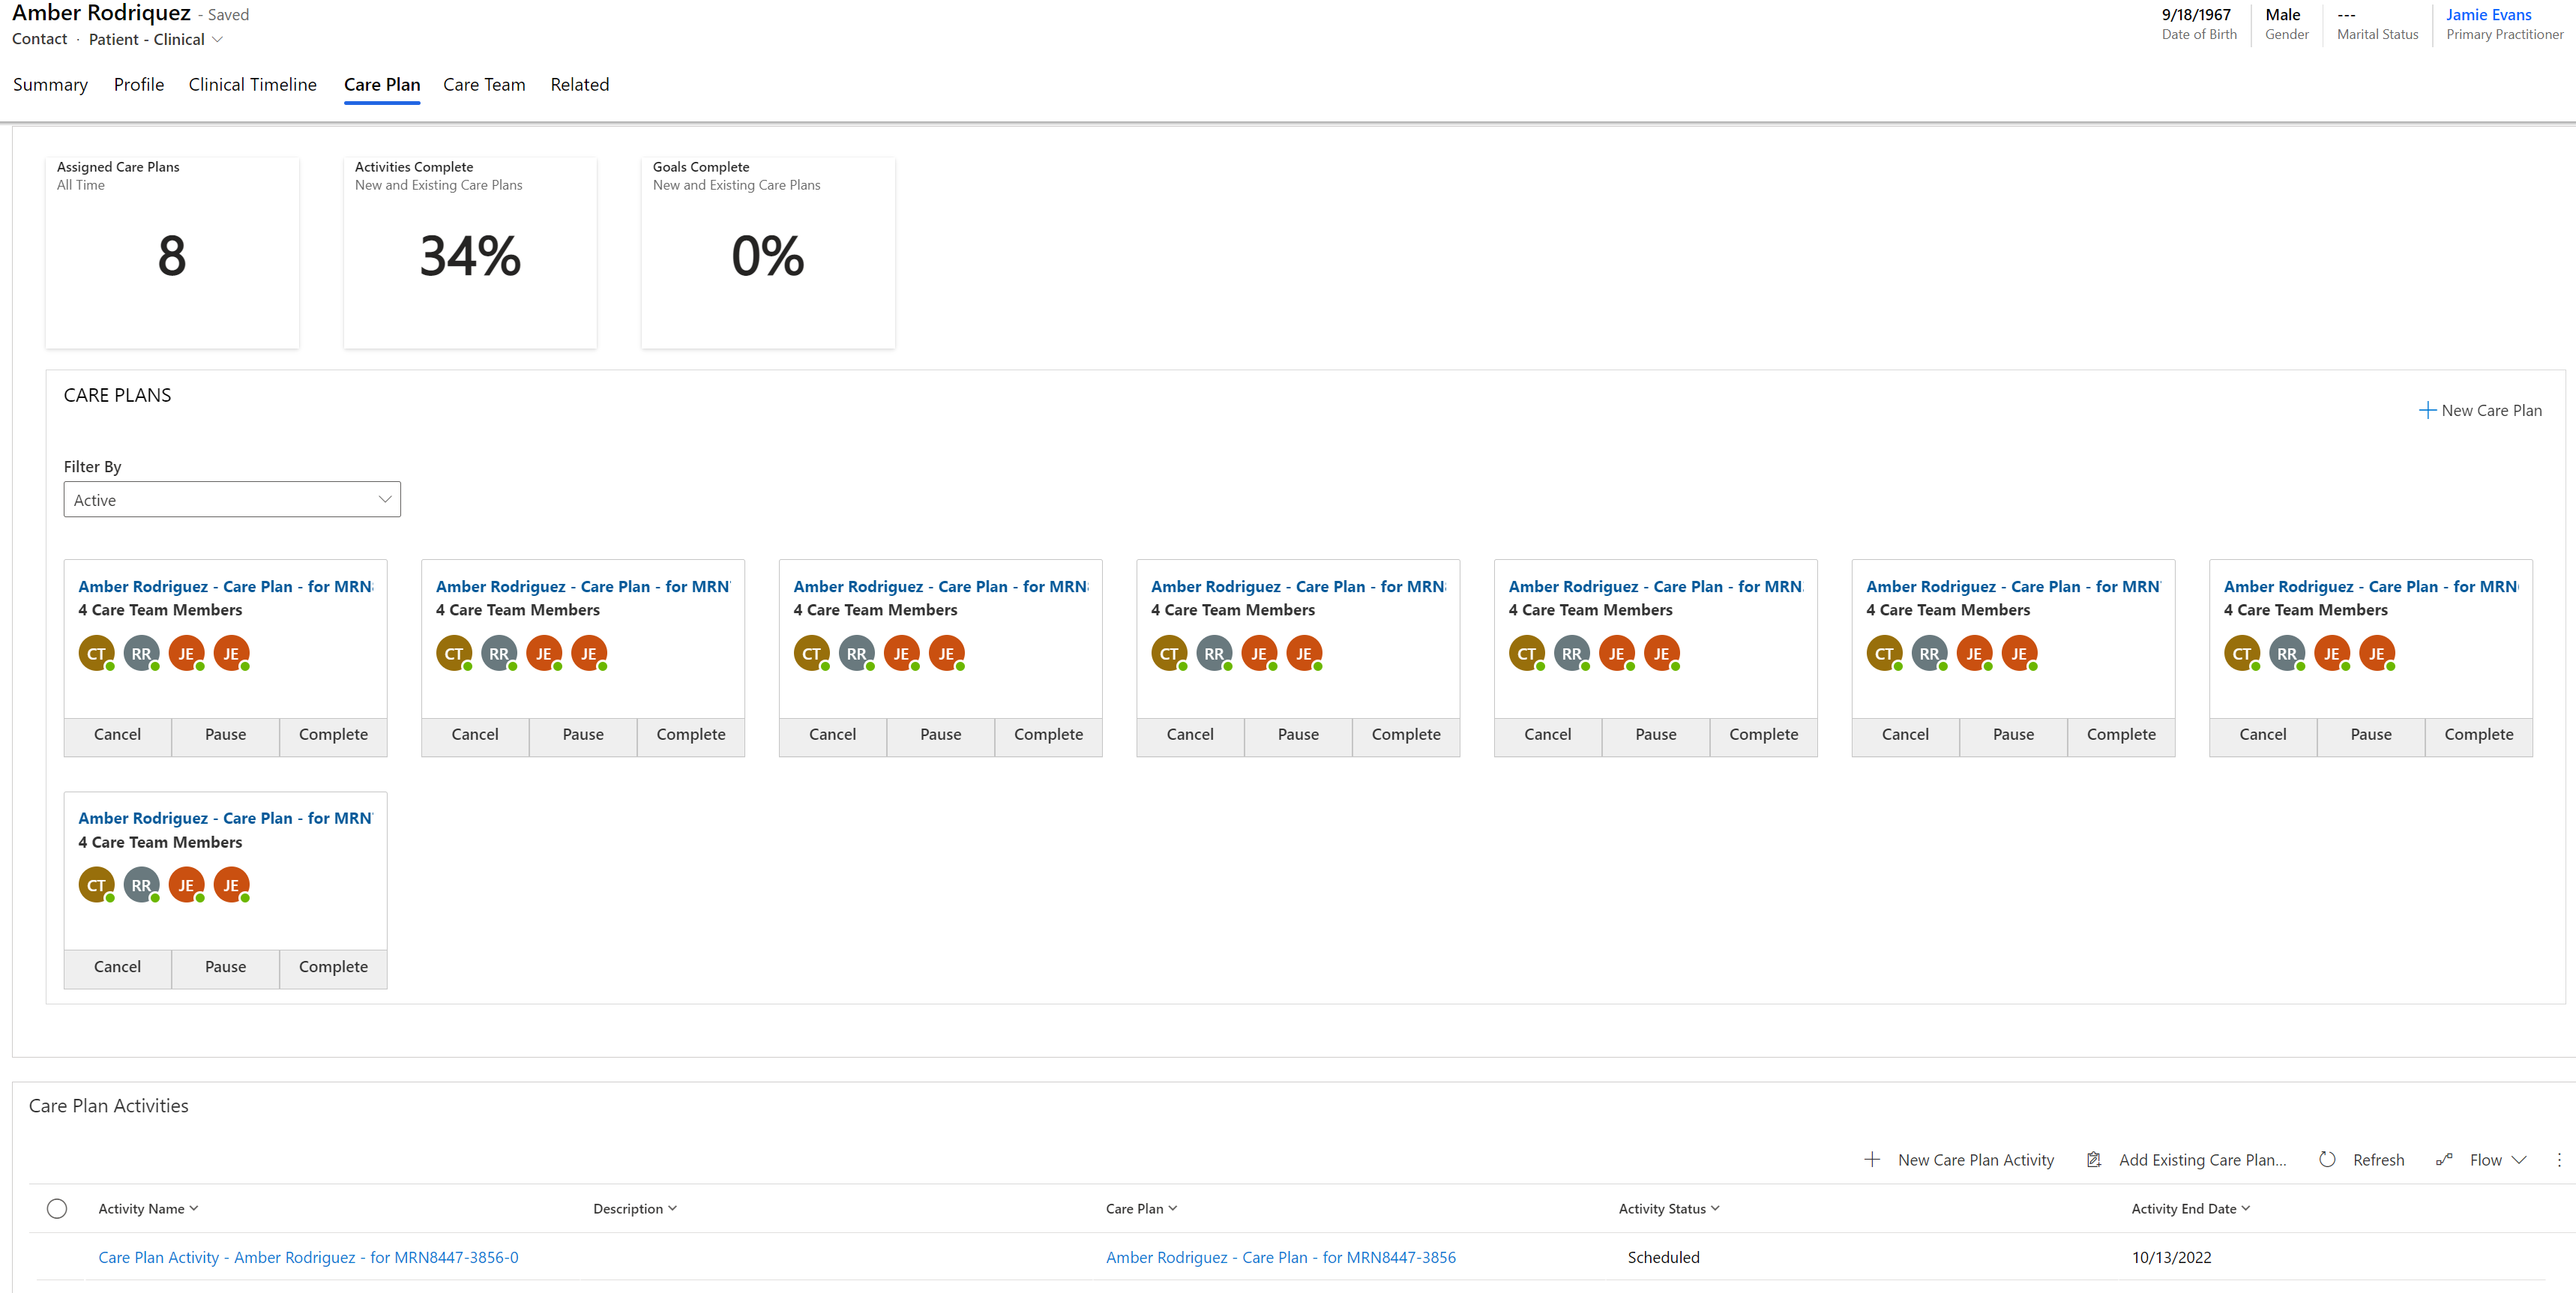 Amber Rodriquez - Saved
Contact · Patient - Clinical
9/18/1967
Date of Birth
Male
Gender
---
Marital Status
Jamie Evans
Primary Practitioner
Summary Profile Clinical Timeline Care Plan Care Team Related
Assigned Care Plans
All Time
8
Activities Complete
New and Existing Care Plans
34%
Goals Complete
New and Existing Care Plans
0%
CARE PLANS
New Care Plan
Filter By
Active
Amber Rodriguez - Care Plan - for MRN
4 Care Team Members
CT RR JE JE
Cancel Pause Complete
Amber Rodriguez - Care Plan - for MRN
4 Care Team Members
CT RR JE JE
Cancel Pause Complete
Amber Rodriguez - Care Plan - for MRN
4 Care Team Members
CT RR JE JE
Cancel Pause Complete
Amber Rodriguez - Care Plan - for MRN
4 Care Team Members
CT RR JE JE
Cancel Pause Complete
Amber Rodriguez - Care Plan - for MRN
4 Care Team Members
CT RR JE JE
Cancel Pause Complete
Amber Rodriguez - Care Plan - for MRN
4 Care Team Members
CT RR JE JE
Cancel Pause Complete
Amber Rodriguez - Care Plan - for MRN
4 Care Team Members
CT RR JE JE
Cancel Pause Complete
Amber Rodriguez - Care Plan - for MRN
4 Care Team Members
CT RR JE JE
Cancel Pause Complete
Care Plan Activities
New Care Plan Activity Add Existing Care Plan... Refresh Flow
Activity Name Description Care Plan Activity Status Activity End Date
Care Plan Activity - Amber Rodriguez - for MRN8447-3856-0 Amber Rodriguez - Care Plan - for MRN8447-3856 Scheduled 10/13/2022